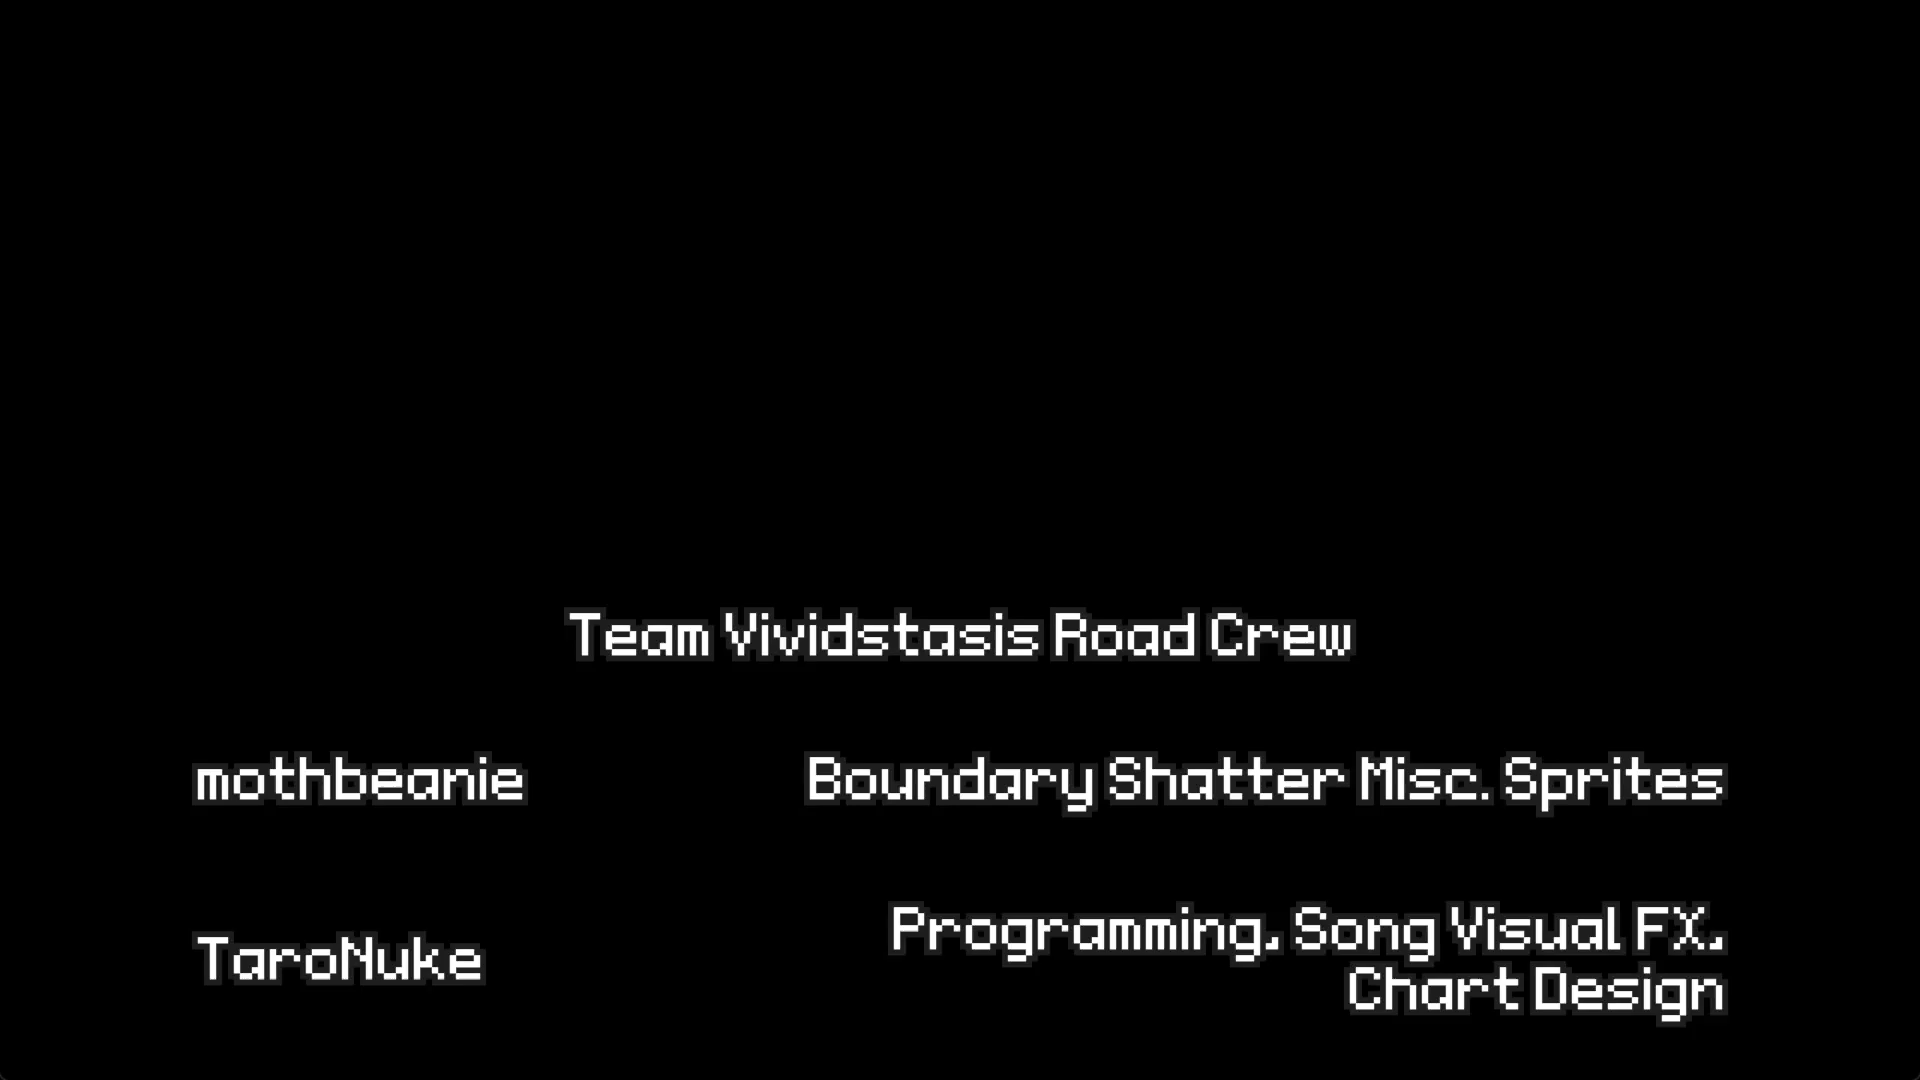 Team Vividstasis Road Crew
mothbeanie
Boundary Shatter Misc. Sprites
TaroNuke
Programming, Song Visual FX,
Chart Design